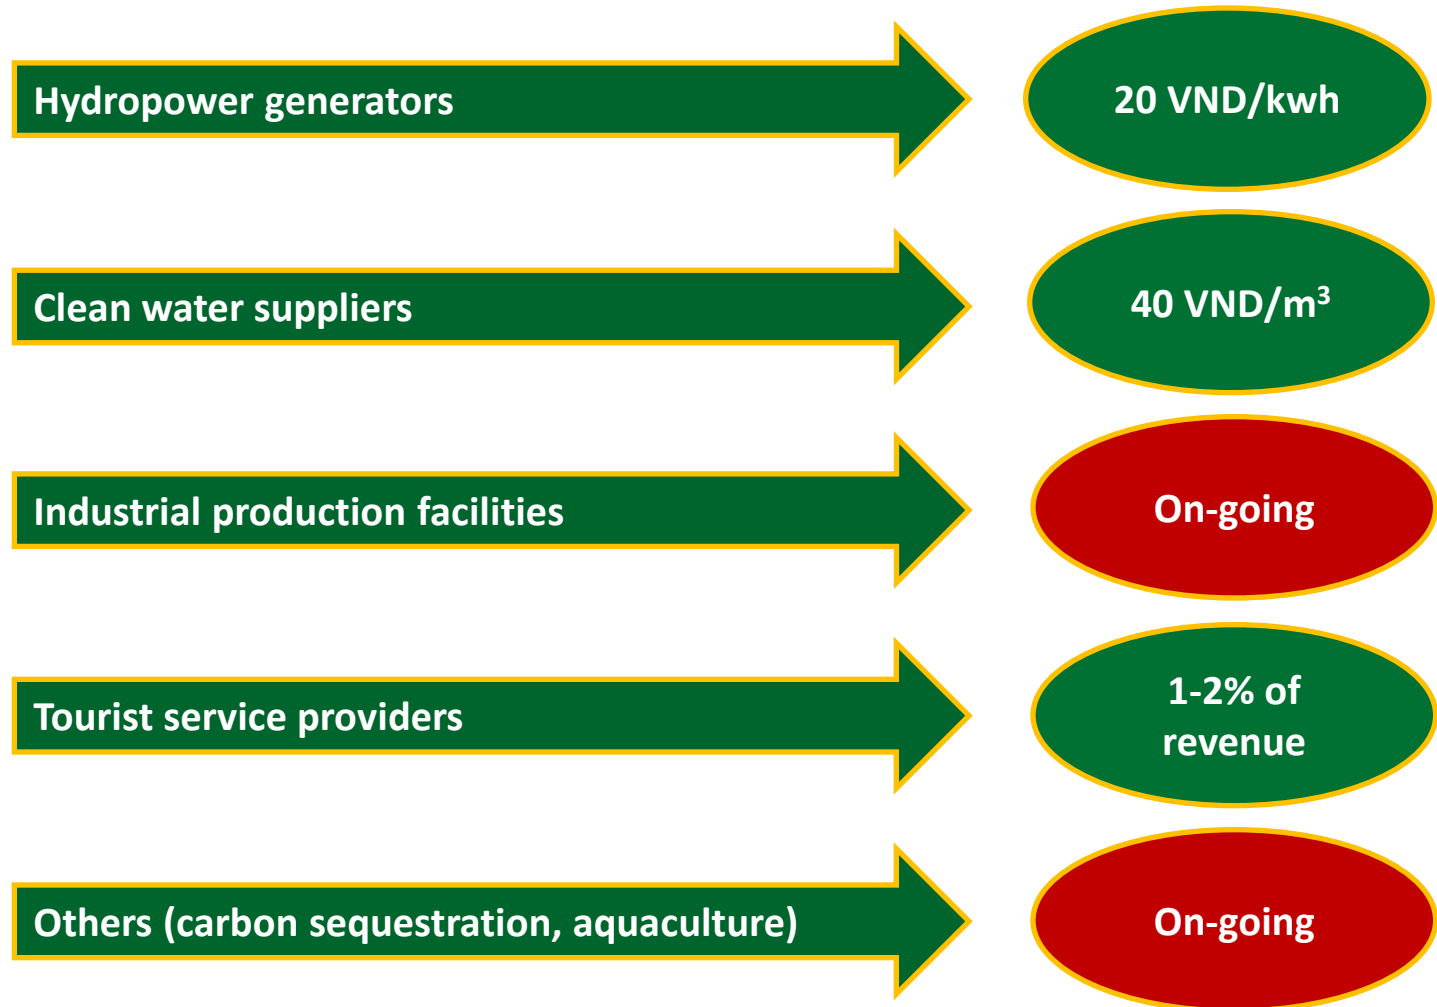 Hydropower generators
20 VND/kwh
Clean water suppliers
40 VND/m³
Industrial production facilities
On-going
Tourist service providers
1-2% of
revenue
Others (carbon sequestration, aquaculture)
On-going